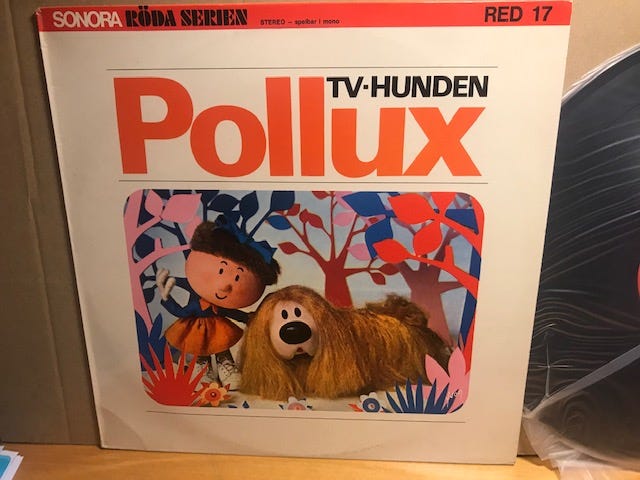 SONORA RÖDA SERIEN STEREO – spelbar i mono RED 17
TV-HUNDEN
Pollux